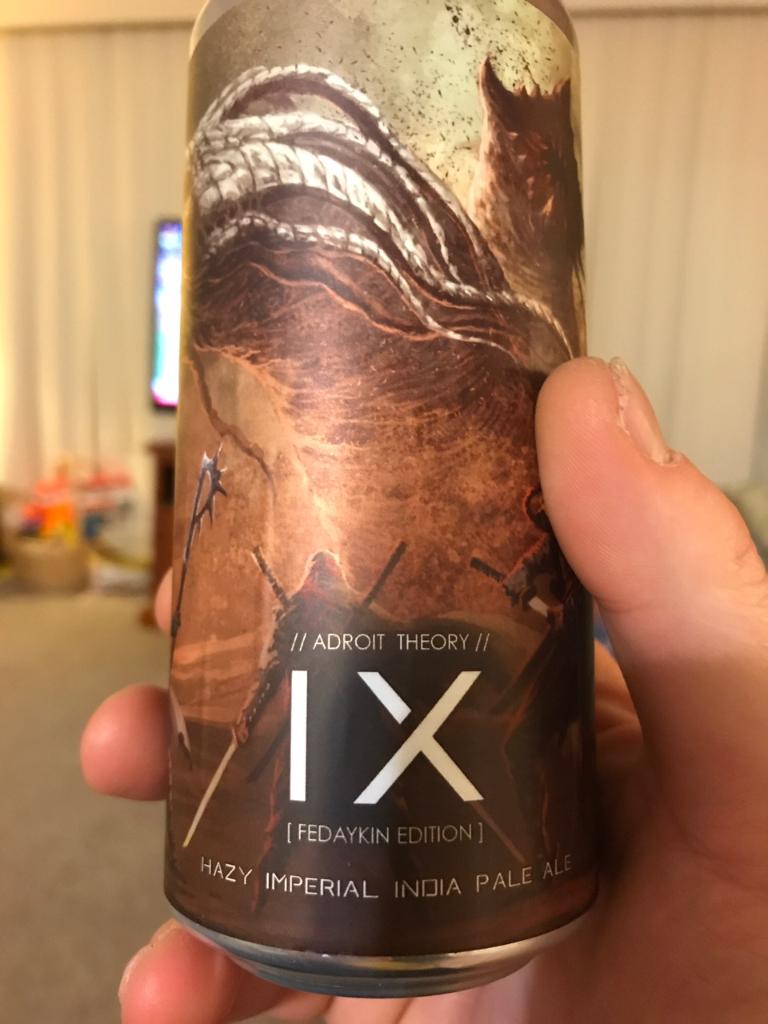 // ADROIT THEORY //
IX
[ FEDAYKIN EDITION ]
HAZY IMPERIAL INDIA PALE ALE